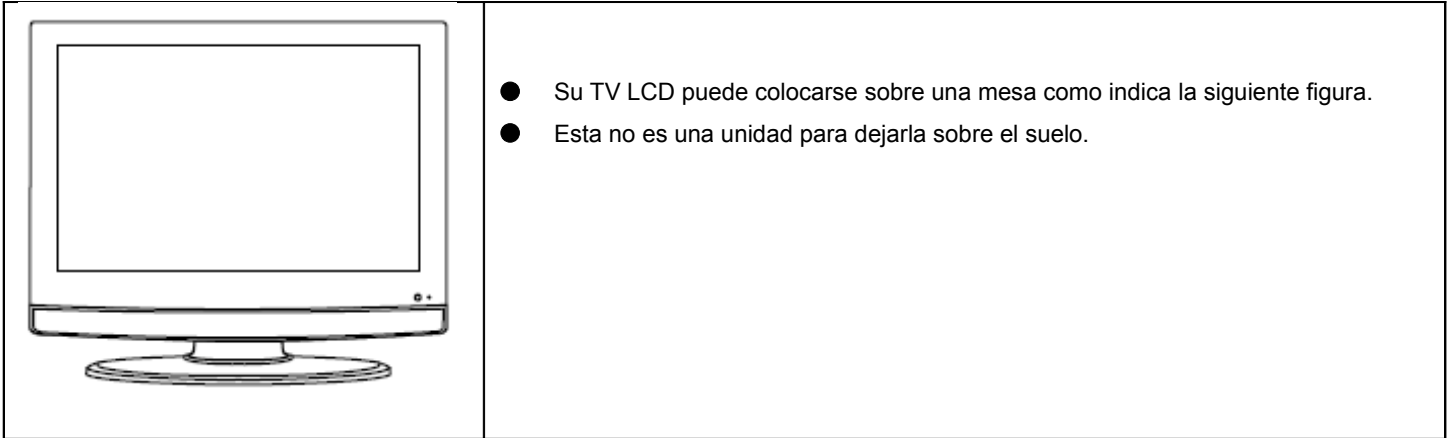 ● Su TV LCD puede colocarse sobre una mesa como indica la siguiente figura.
● Esta no es una unidad para dejarla sobre el suelo.